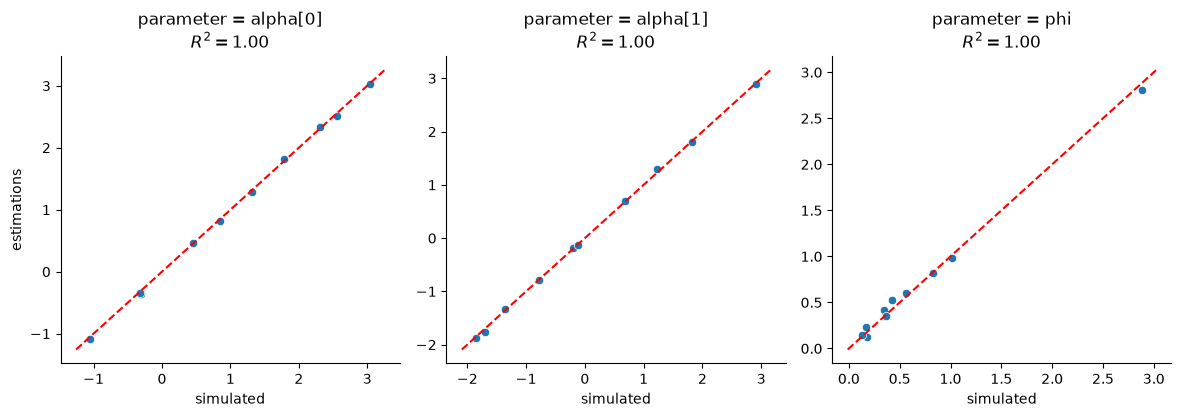 parameter = alpha[0]
R² = 1.00
estimations
3
2
1
0
−1
−1 0 1 2 3
simulated
parameter = alpha[1]
R² = 1.00
3
2
1
0
−1
−2
−2 −1 0 1 2 3
simulated
parameter = phi
R² = 1.00
3.0
2.5
2.0
1.5
1.0
0.5
0.0
0.0 0.5 1.0 1.5 2.0 2.5 3.0
simulated